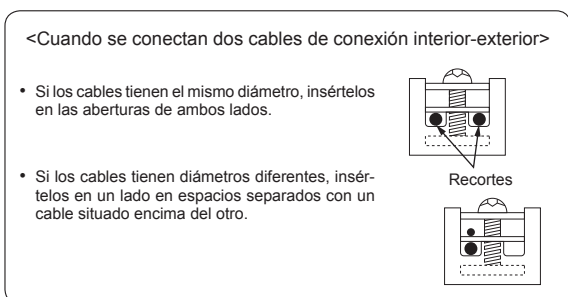 <Cuando se conectan dos cables de conexión interior-exterior>
• Si los cables tienen el mismo diámetro, insértelos
en las aberturas de ambos lados.
Recortes
• Si los cables tienen diámetros diferentes, insér-
telos en un lado en espacios separados con un
cable situado encima del otro.